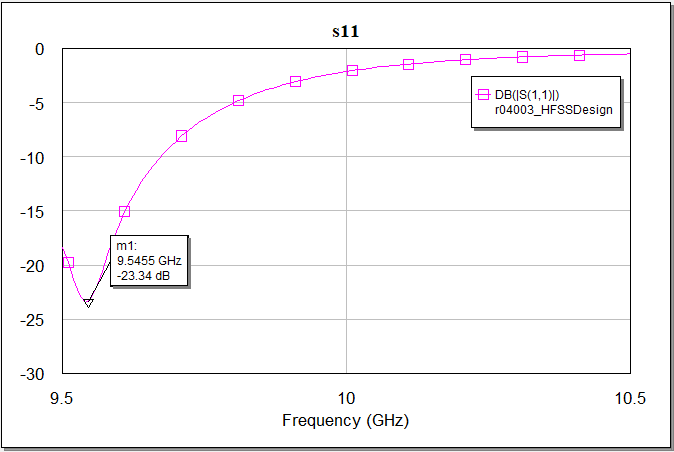 s11
0
-5
-10
-15
-20
-25
-30
DB(|S(1,1)|)
r04003_HFSSDesign
m1:
9.5455 GHz
-23.34 dB
9.5
10
10.5
Frequency (GHz)